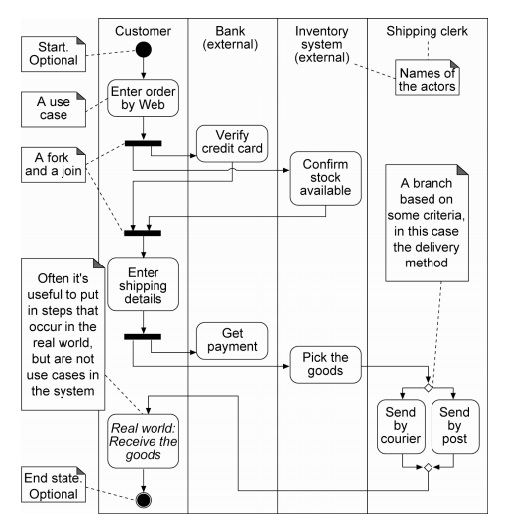 Customer
Bank
(external)
Inventory
system
(external)
Shipping clerk
Start.
Optional
Names of
the actors
A use
case
Enter order
by Web
A fork
and a join
Verify
credit card
Confirm
stock
available
A branch
based on
some criteria,
in this case
the delivery
method
Often it's
useful to put
in steps that
occur in the
real world,
but are not
use cases in
the system
Enter
shipping
details
Get
payment
Pick the
goods
Send
by
courier
Send
by
post
Real world:
Receive the
goods
End state.
Optional